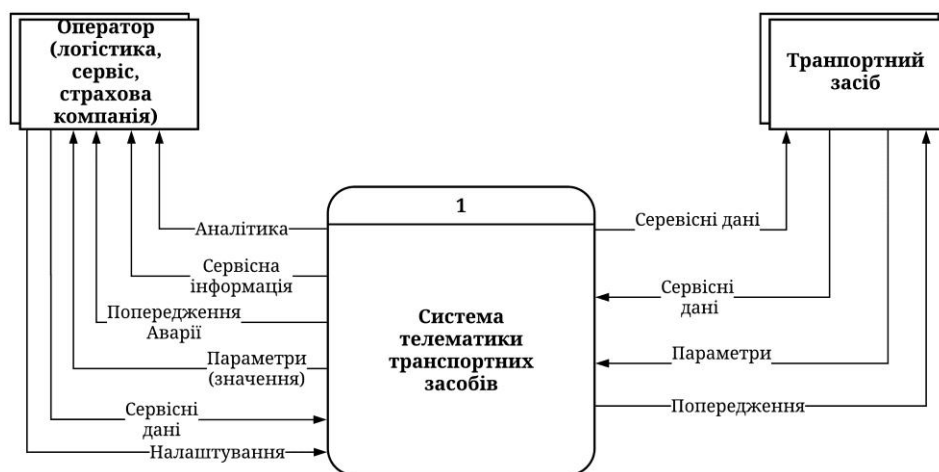 Оператор
(логістика,
сервіс,
страхова
компанія)
Транпортний
засіб
1
Аналітика
Серевісні дані
Сервісна
інформація
Сервісні
дані
Попередження
Аварії
Система
телематики
транспортних
засобів
Параметри
(значення)
Параметри
Сервісні
дані
Попередження
Налаштування